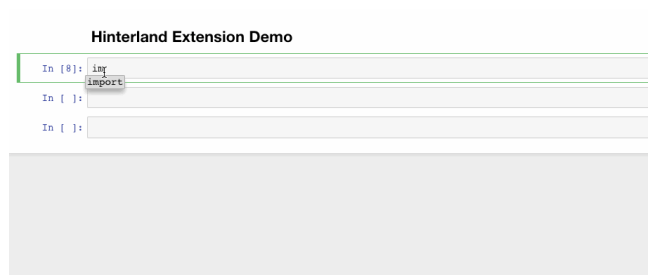 Hinterland Extension Demo
In [8]: im
import
In [ ]:
In [ ]: